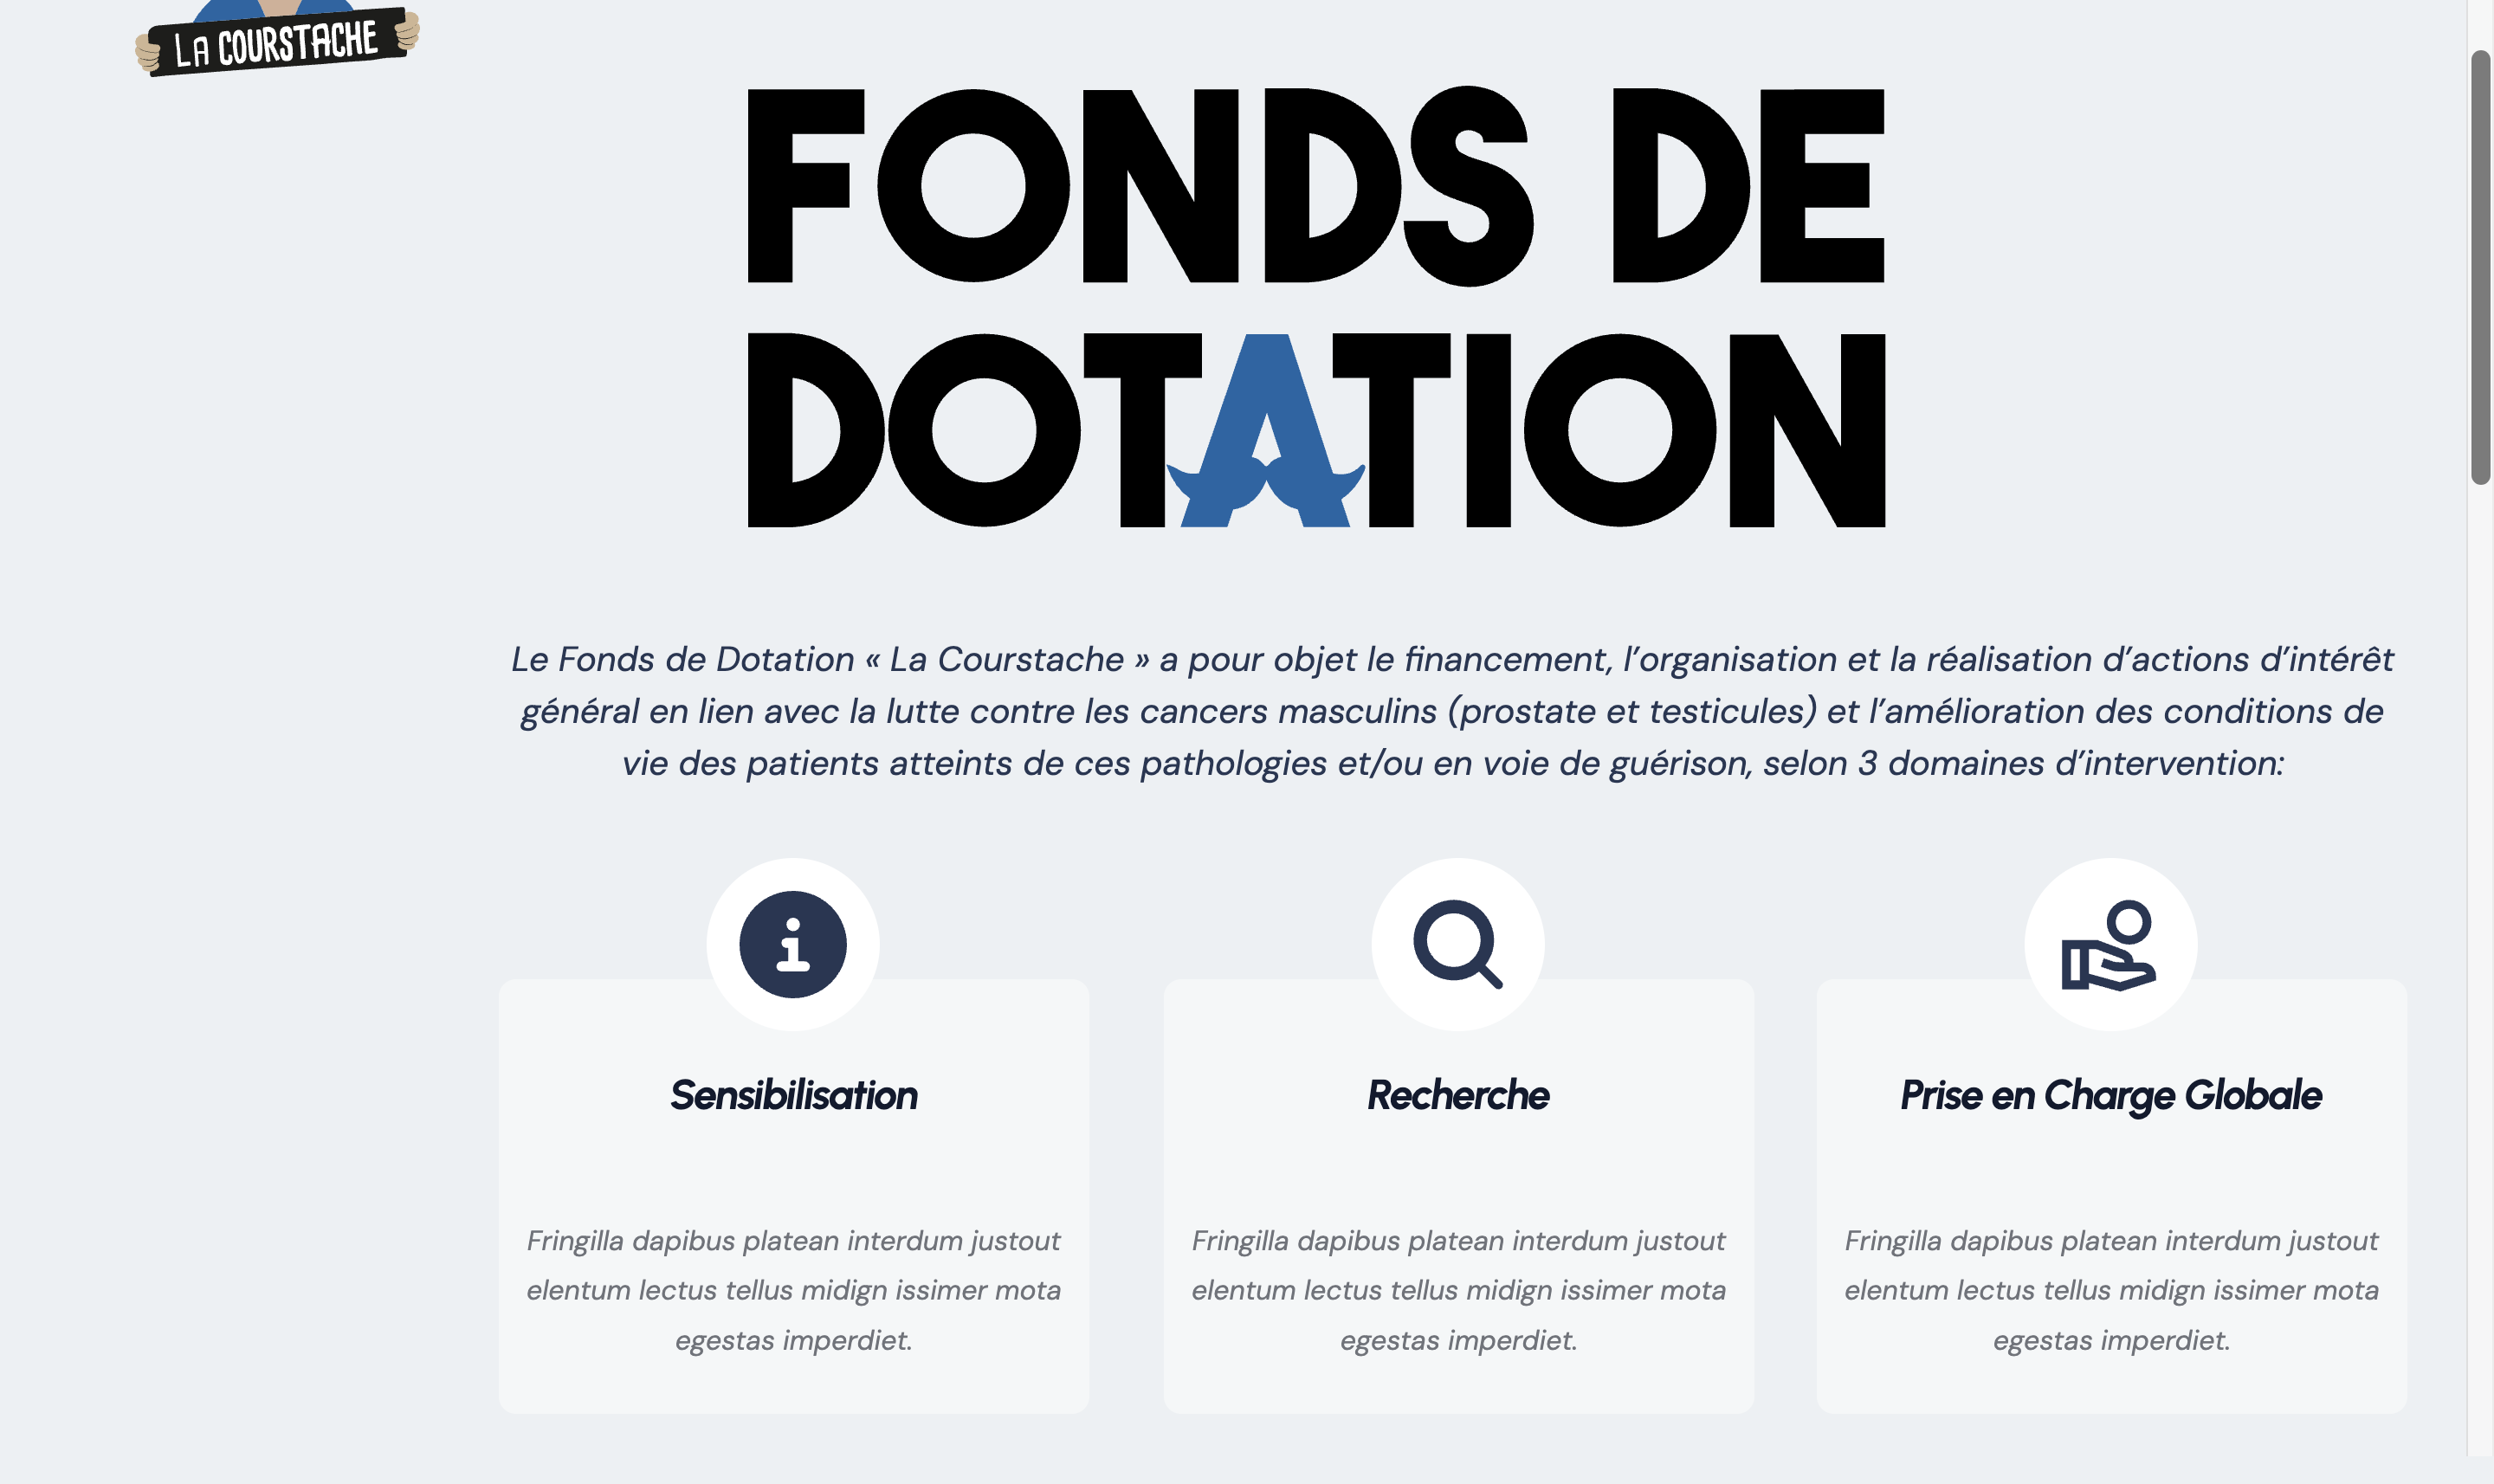 LA COURSTACHE
FONDS DE
DOTATION
Le Fonds de Dotation « La Courstache » a pour objet le financement, l’organisation et la réalisation d’actions d’intérêt
général en lien avec la lutte contre les cancers masculins (prostate et testicules) et l’amélioration des conditions de
vie des patients atteints de ces pathologies et/ou en voie de guérison, selon 3 domaines d’intervention:
Sensibilisation
Fringilla dapibus platean interdum justout
elentum lectus tellus midign issimer mota
egestas imperdiet.
Recherche
Fringilla dapibus platean interdum justout
elentum lectus tellus midign issimer mota
egestas imperdiet.
Prise en Charge Globale
Fringilla dapibus platean interdum justout
elentum lectus tellus midign issimer mota
egestas imperdiet.